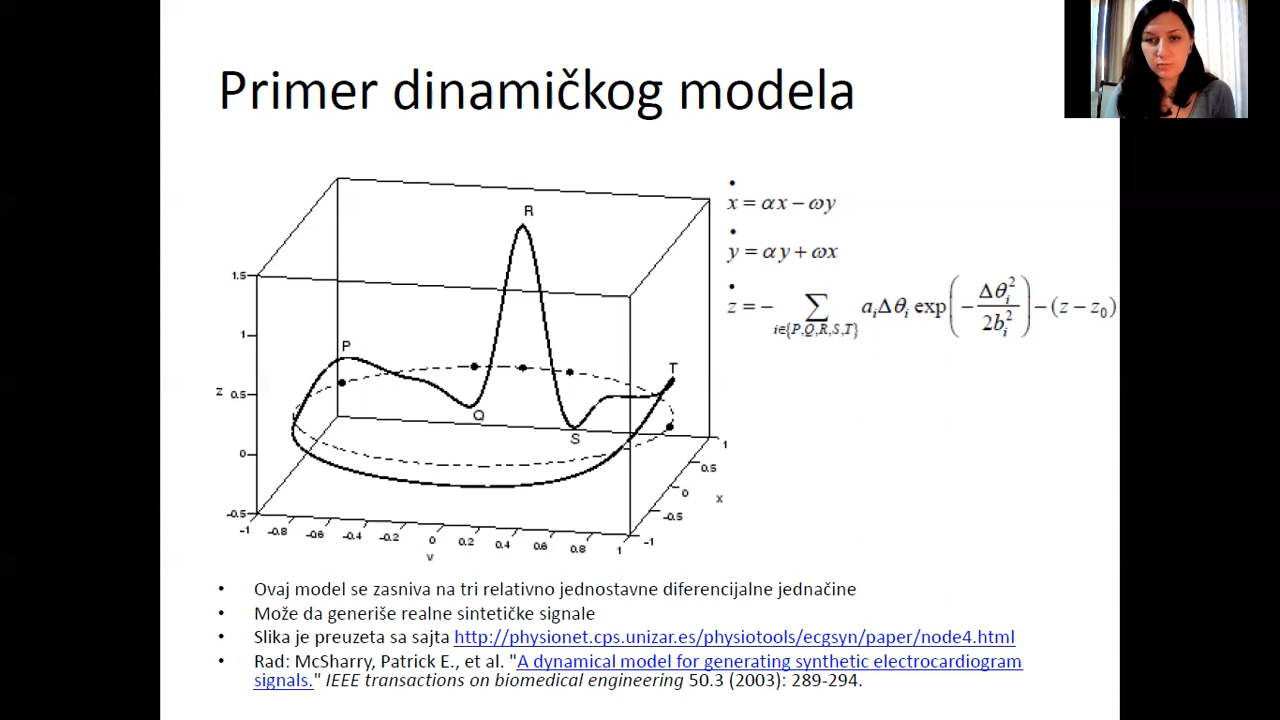 Primer dinamičkog modela
ẋ = αx − ωy
ẏ = αy + ωx
ż = − ∑ i∈{P,Q,R,S,T} aᵢΔθᵢ exp(−Δθᵢ²/2bᵢ²) − (z − z₀)
R
P
Q
S
T
1.5
1
0.5
0
-0.5
z
-1 -0.8 -0.6 -0.4 -0.2 0 0.2 0.4 0.6 0.8 1
y
-1
-0.5
0
0.5
1
x
• Ovaj model se zasniva na tri relativno jednostavne diferencijalne jednačine
• Može da generiše realne sintetičke signale
• Slika je preuzeta sa sajta http://physionet.cps.unizar.es/physiotools/ecgsyn/paper/node4.html
• Rad: McSharry, Patrick E., et al. "A dynamical model for generating synthetic electrocardiogram
signals." IEEE transactions on biomedical engineering 50.3 (2003): 289-294.